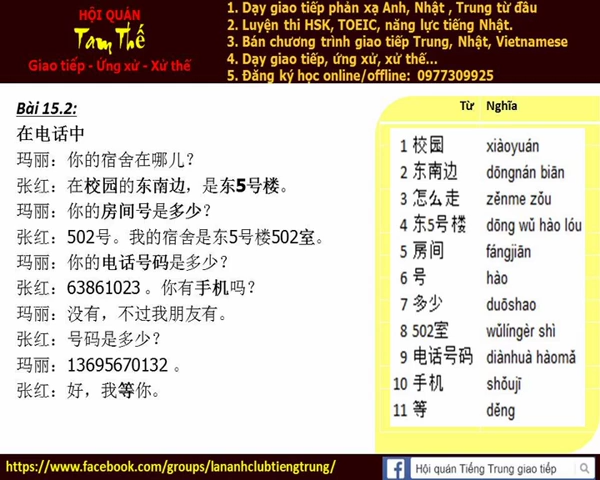 HỘI QUÁN
Tam Thế
Giao tiếp - Ứng xử - Xử thế
1. Dạy giao tiếp phản xạ Anh, Nhật , Trung từ đầu
2. Luyện thi HSK, TOEIC, năng lực tiếng Nhật.
3. Bán chương trình giao tiếp Trung, Nhật, Vietnamese
4. Dạy giao tiếp, ứng xử, xử thế...
5. Đăng ký học online/offline: 0977309925
Bài 15.2:
在电话中
玛丽：你的宿舍在哪儿？
张红：在校园的东南边，是东5号楼。
玛丽：你的房间号是多少？
张红：502号。我的宿舍是东5号楼502室。
玛丽：你的电话号码是多少？
张红：63861023 。你有手机吗？
玛丽：没有，不过我朋友有。
张红：号码是多少？
玛丽：13695670132 。
张红：好，我等你。
Từ Nghĩa
1 校园 xiàoyuán
2 东南边 dōngnán biān
3 怎么走 zěnme zǒu
4 东5号楼 dōng wǔ hào lóu
5 房间 fángjiān
6 号 hào
7 多少 duōshao
8 502室 wǔlíngèr shì
9 电话号码 diànhuà hàomǎ
10 手机 shǒujī
11 等 děng
https://www.facebook.com/groups/lananhclubtiengtrung/
f Hội quán Tiếng Trung giao tiếp